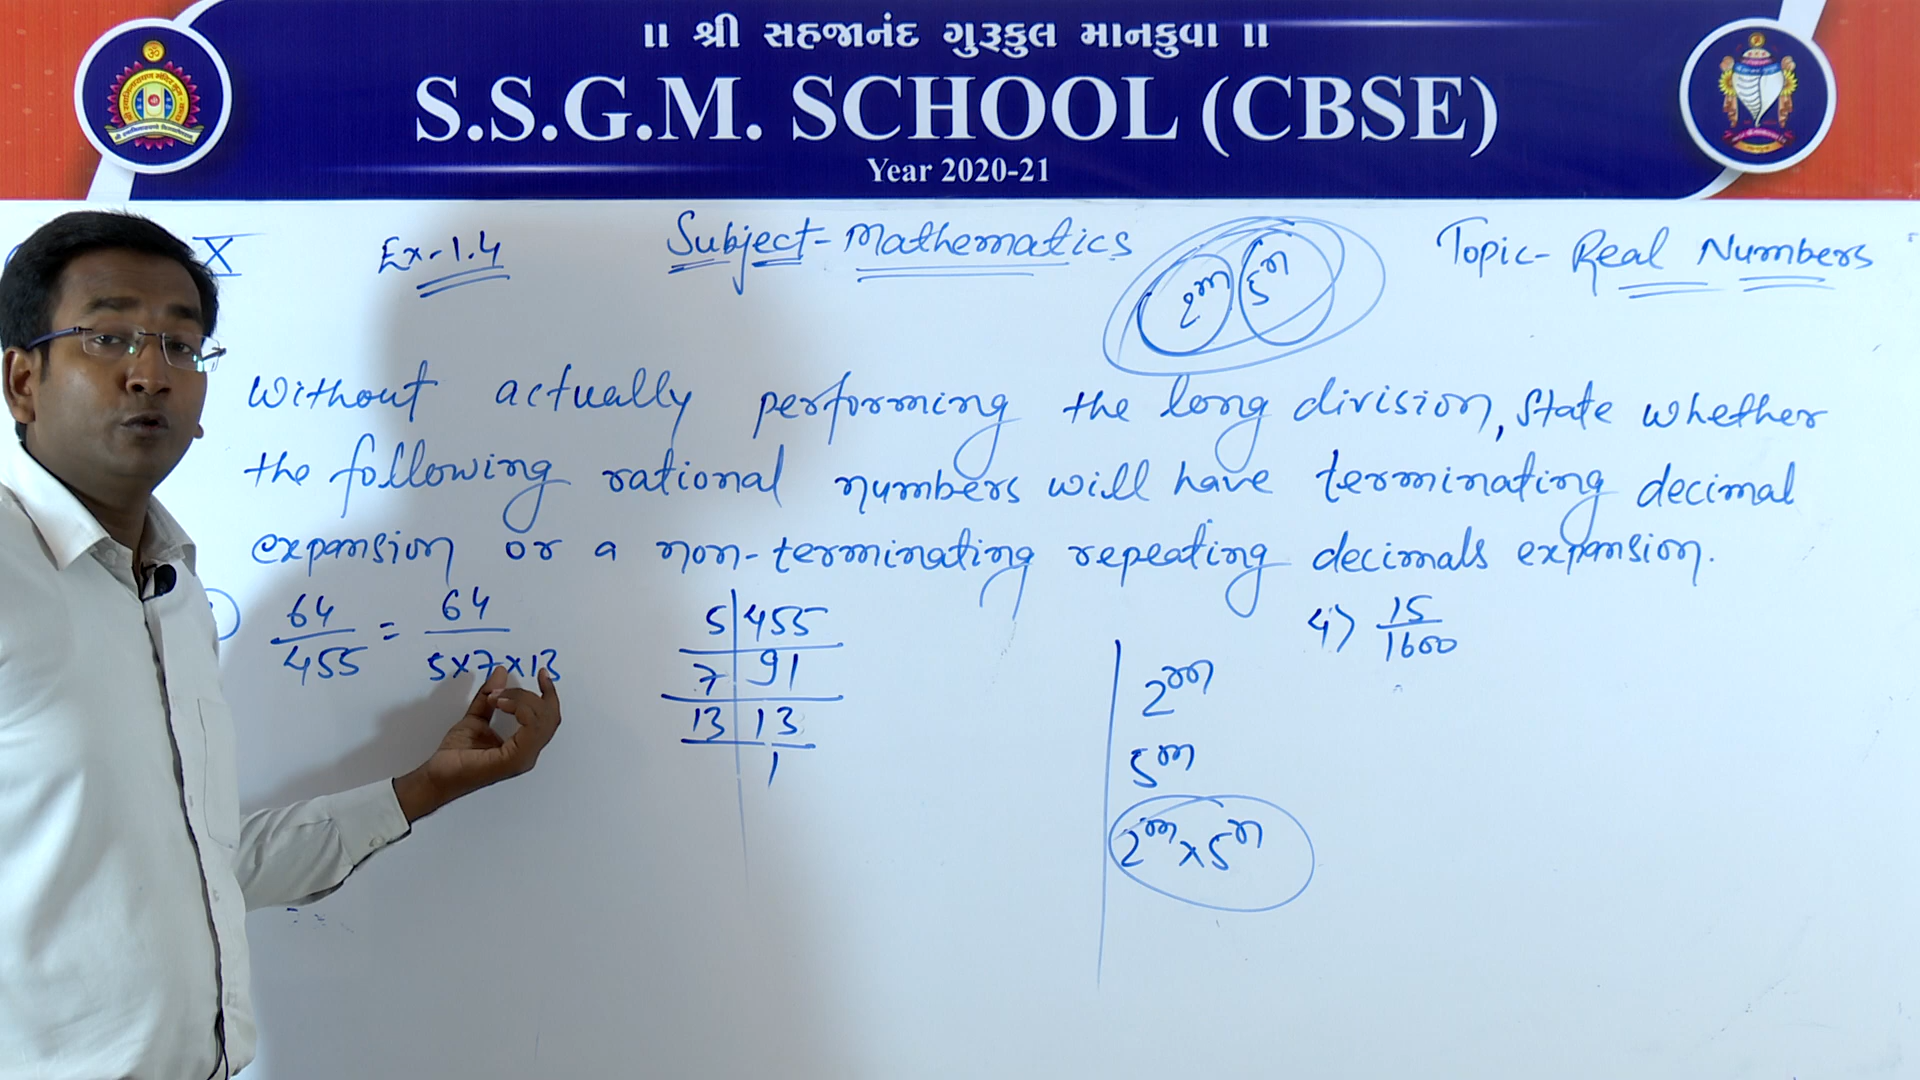 ॥ શ્રી સહજાનંદ ગુરૂકુલ માનકુવા ॥
S.S.G.M. SCHOOL (CBSE)
Year 2020-21
X
Ex-1.4
Subject-Mathematics
2^m 5^n
Topic- Real Numbers
Without actually performing the long division, State whether
the following rational numbers will have terminating decimal
expansion or a non-terminating repeating decimals expansion.
64/455 = 64/5×7×13
5|455
7|91
13|13
1
2^m
5^m
2^m×5^n
4) 15/1600